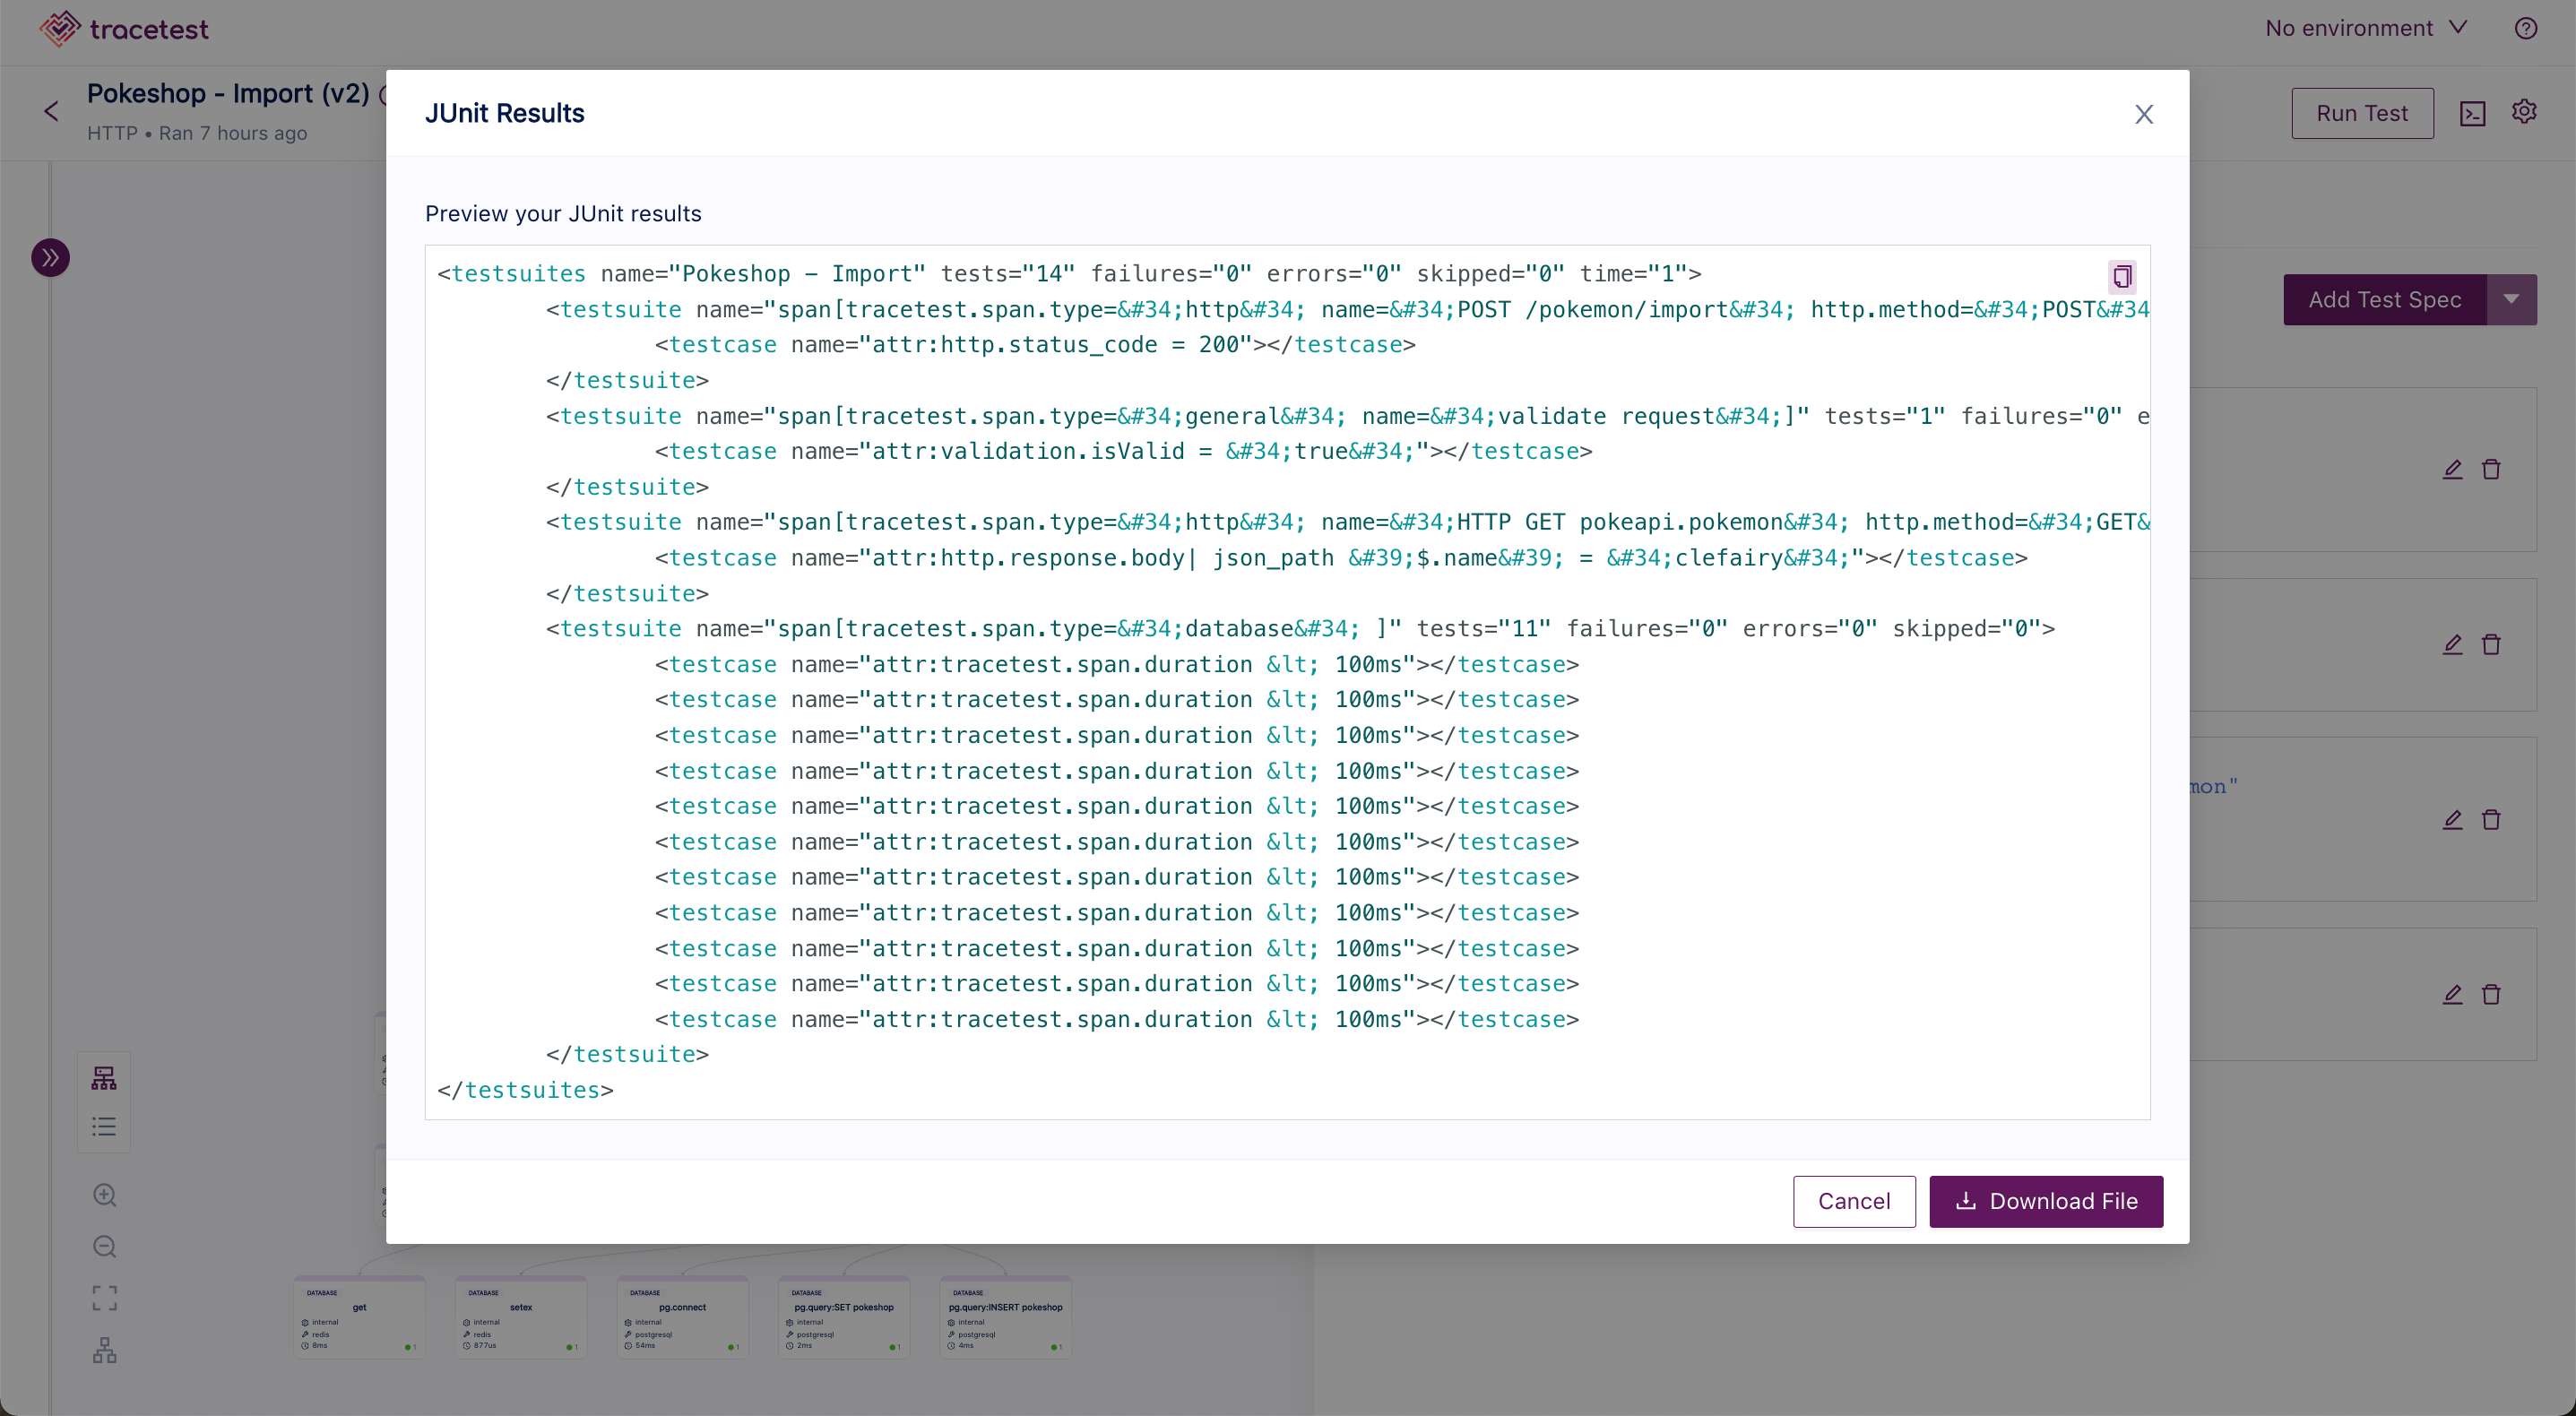 tracetest
No environment
Pokeshop - Import (v2)
HTTP • Ran 7 hours ago
Run Test
JUnit Results
X
Preview your JUnit results
Add Test Spec
<testsuites name="Pokeshop - Import" tests="14" failures="0" errors="0" skipped="0" time="1">
<testsuite name="span[tracetest.span.type=&#34;http&#34; name=&#34;POST /pokemon/import&#34; http.method=&#34;POST&#34
<testcase name="attr:http.status_code = 200"></testcase>
</testsuite>
<testsuite name="span[tracetest.span.type=&#34;general&#34; name=&#34;validate request&#34;]" tests="1" failures="0" e
<testcase name="attr:validation.isValid = &#34;true&#34;"></testcase>
</testsuite>
<testsuite name="span[tracetest.span.type=&#34;http&#34; name=&#34;HTTP GET pokeapi.pokemon&#34; http.method=&#34;GET&
<testcase name="attr:http.response.body| json_path &#39;$.name&#39; = &#34;clefairy&#34;"></testcase>
</testsuite>
<testsuite name="span[tracetest.span.type=&#34;database&#34; ]" tests="11" failures="0" errors="0" skipped="0">
<testcase name="attr:tracetest.span.duration &lt; 100ms"></testcase>
<testcase name="attr:tracetest.span.duration &lt; 100ms"></testcase>
<testcase name="attr:tracetest.span.duration &lt; 100ms"></testcase>
<testcase name="attr:tracetest.span.duration &lt; 100ms"></testcase>
<testcase name="attr:tracetest.span.duration &lt; 100ms"></testcase>
<testcase name="attr:tracetest.span.duration &lt; 100ms"></testcase>
<testcase name="attr:tracetest.span.duration &lt; 100ms"></testcase>
<testcase name="attr:tracetest.span.duration &lt; 100ms"></testcase>
<testcase name="attr:tracetest.span.duration &lt; 100ms"></testcase>
<testcase name="attr:tracetest.span.duration &lt; 100ms"></testcase>
<testcase name="attr:tracetest.span.duration &lt; 100ms"></testcase>
</testsuite>
</testsuites>
mon"
Cancel
Download File
DATABASE
get
internal
redis
8ms
1
DATABASE
setex
internal
redis
877us
1
DATABASE
pg.connect
internal
postgresql
54ms
1
DATABASE
pg.query:SET pokeshop
internal
postgresql
2ms
1
DATABASE
pg.query:INSERT pokeshop
internal
postgresql
4ms
1